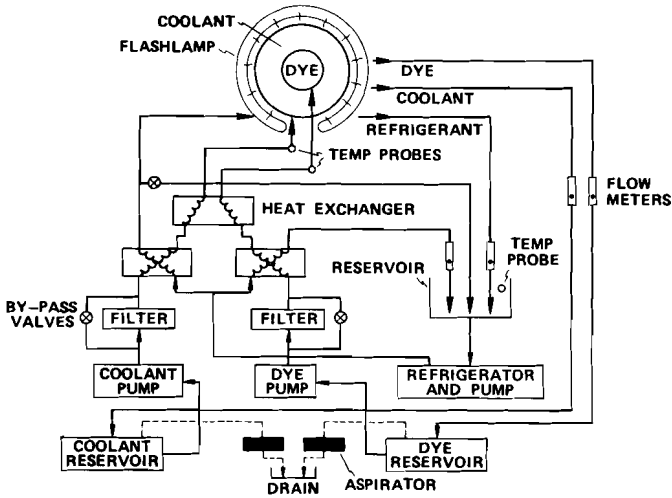 COOLANT
FLASHLAMP
DYE
DYE
COOLANT
REFRIGERANT
TEMP PROBES
FLOW
METERS
HEAT EXCHANGER
TEMP
PROBE
RESERVOIR
BY-PASS
VALVES
FILTER
FILTER
COOLANT
PUMP
DYE
PUMP
REFRIGERATOR
AND PUMP
COOLANT
RESERVOIR
DYE
RESERVOIR
ASPIRATOR
DRAIN